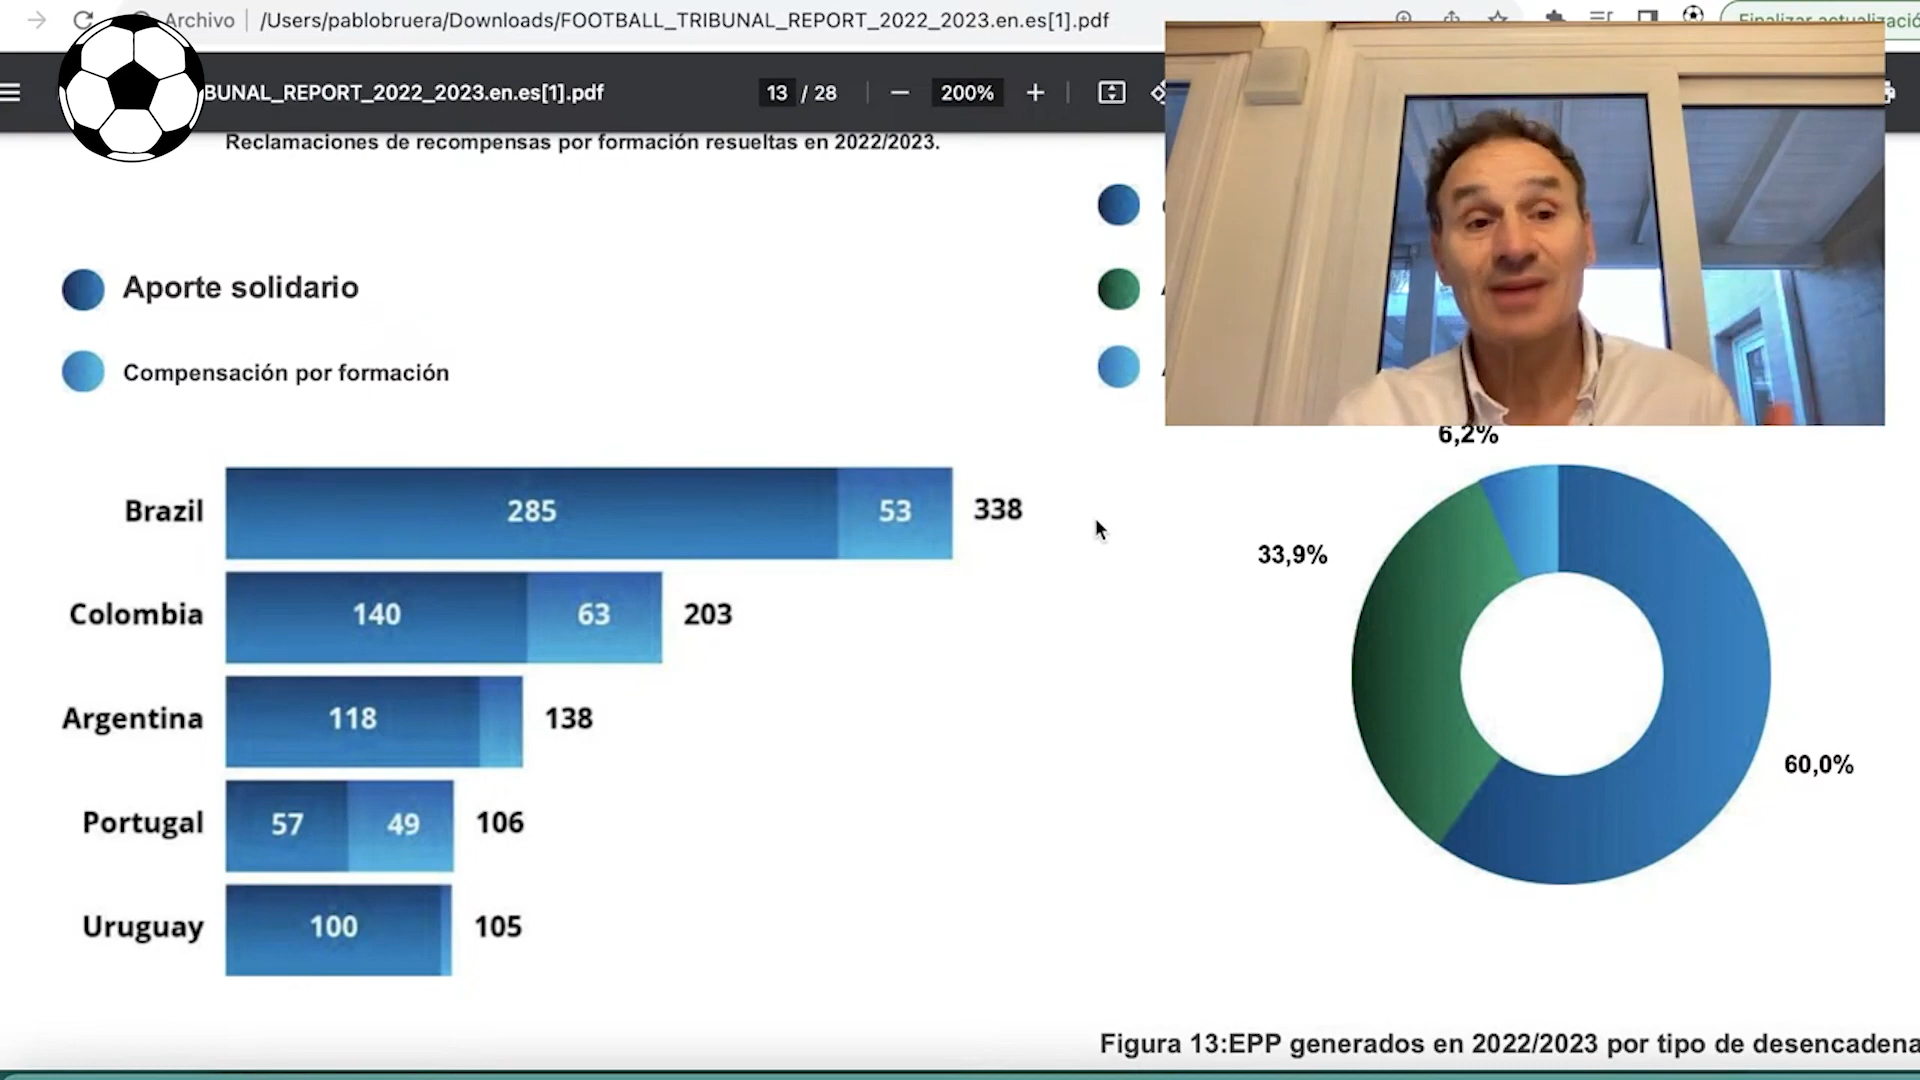 Archivo
/Users/pablobruera/Downloads/FOOTBALL_TRIBUNAL_REPORT_2022_2023.en.es[1].pdf
BUNAL_REPORT_2022_2023.en.es[1].pdf
13 / 28
200%
Reclamaciones de recompensas por formación resueltas en 2022/2023.
Aporte solidario
Compensación por formación
6,2%
Brazil 285 53 338
33,9%
Colombia 140 63 203
Argentina 118 138
60,0%
Portugal 57 49 106
Uruguay 100 105
Figura 13:EPP generados en 2022/2023 por tipo de desencadena